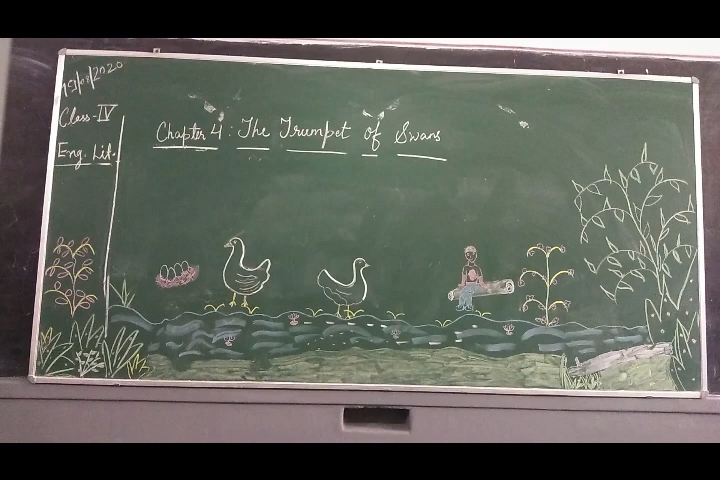 Class-IV
Eng. Lit.
Chapter 4: The Trumpet of Swans